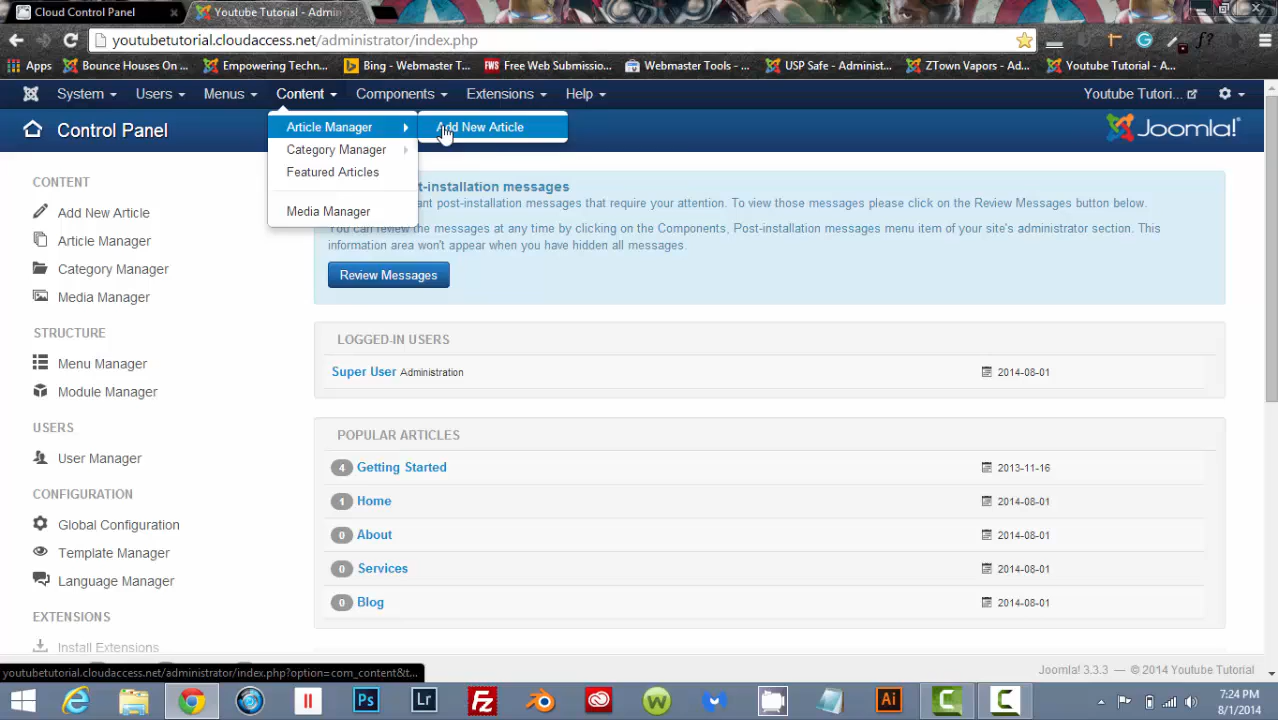 Cloud Control Panel
Youtube Tutorial - Admin
youtubetutorial.cloudaccess.net/administrator/index.php
Apps
Bounce Houses On ...
Empowering Techn...
Bing - Webmaster T...
FWS Free Web Submissio...
Webmaster Tools - ...
USP Safe - Administ...
ZTown Vapors - Ad...
Youtube Tutorial - A...
System
Users
Menus
Content
Components
Extensions
Help
Youtube Tutori...
Control Panel
Joomla!®
Article Manager
Add New Article
Category Manager
Featured Articles
Media Manager
CONTENT
Add New Article
Article Manager
Category Manager
Media Manager
STRUCTURE
Menu Manager
Module Manager
USERS
User Manager
CONFIGURATION
Global Configuration
Template Manager
Language Manager
EXTENSIONS
Install Extensions
t-installation messages
ant post-installation messages that require your attention. To view those messages please click on the Review Messages button below.
You can review the messages at any time by clicking on the Components, Post-installation messages menu item of your site's administrator section. This
information area won't appear when you have hidden all messages.
Review Messages
LOGGED-IN USERS
Super User Administration
2014-08-01
POPULAR ARTICLES
4 Getting Started 2013-11-16
1 Home 2014-08-01
0 About 2014-08-01
0 Services 2014-08-01
0 Blog 2014-08-01
youtubetutorial.cloudaccess.net/administrator/index.php?option=com_content&t...
Joomla! 3.3.3 — © 2014 Youtube Tutorial
Ps
Lr
Fz
W
Ai
C
C
7:24 PM
8/1/2014